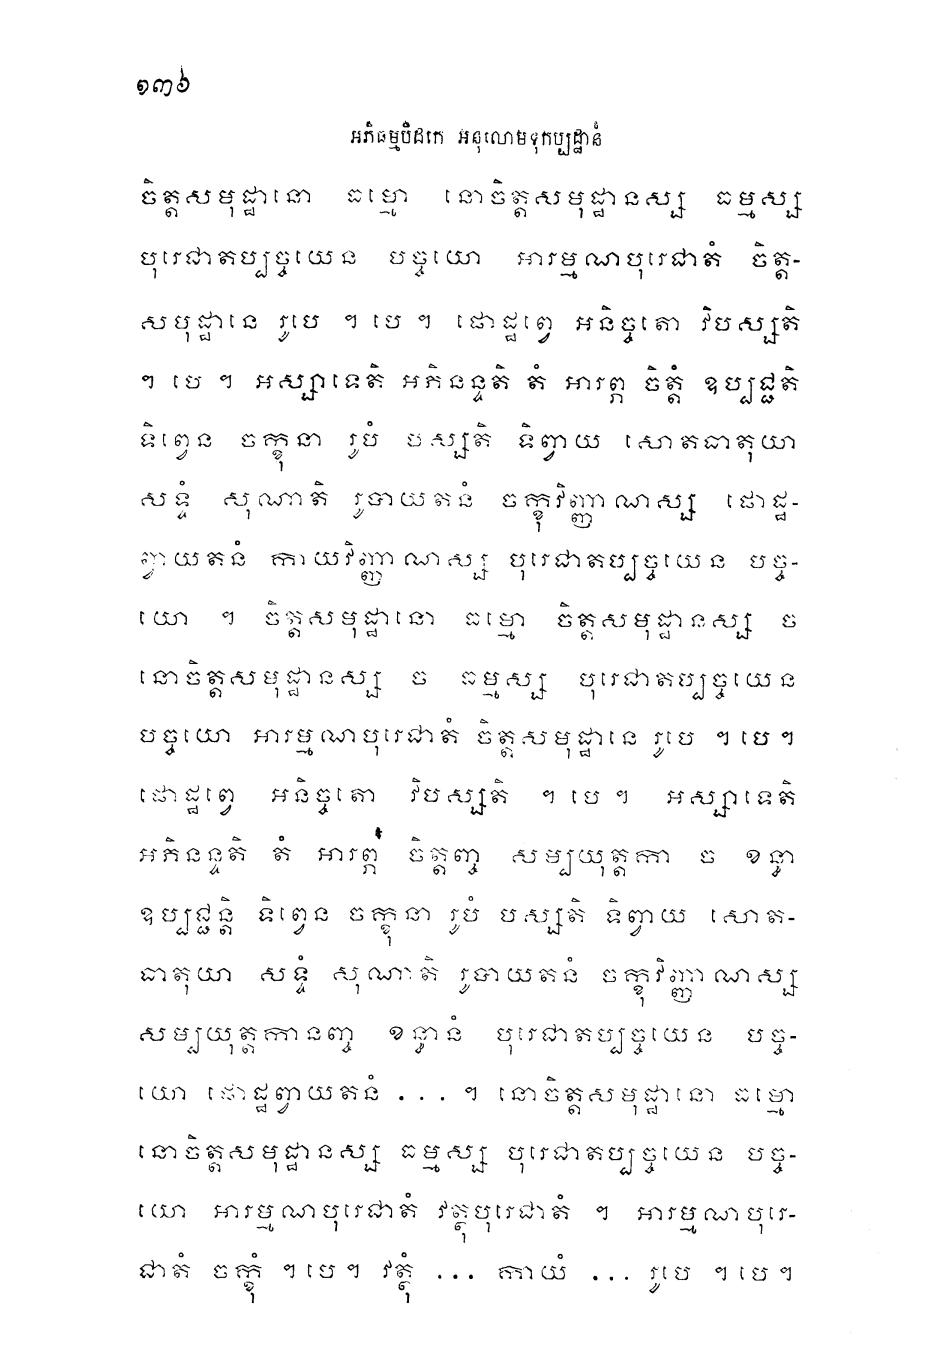 ១៣៦
អភិធម្មបិដកេ អនុលោមទុកប្បដ្ឋានំ
ចិត្តសមុដ្ឋានោ ធម្មោ នោចិត្តសមុដ្ឋានស្ស ធម្មស្ស
បុរេជាតប្បច្ចយេន បច្ចយោ អារម្មណបុរេជាតំ ចិត្ត-
សមុដ្ឋានេ រូបេ ។ បេ ។ ផោដ្ឋព្វេ អនិច្ចតោ វិបស្សតិ
។ បេ ។ អស្សាទេតិ អភិនន្ទតិ តំ អារព្ភ ចិត្តំ ឧប្បជ្ជតិ
ទិព្វេន ចក្ខុនា រូបំ បស្សតិ ទិព្វាយ សោតធាតុយា
សទ្ទំ សុណាតិ រូបាយតនំ ចក្ខុវិញ្ញាណស្ស ផោដ្ឋ-
ព្វាយតនំ កាយវិញ្ញាណស្ស បុរេជាតប្បច្ចយេន បច្ច-
យោ ។ ចិត្តសមុដ្ឋានោ ធម្មោ ចិត្តសមុដ្ឋានស្ស ច
នោចិត្តសមុដ្ឋានស្ស ច ធម្មស្ស បុរេជាតប្បច្ចយេន
បច្ចយោ អារម្មណបុរេជាតំ ចិត្តសមុដ្ឋានេ រូបេ ។ បេ ។
ផោដ្ឋព្វេ អនិច្ចតោ វិបស្សតិ ។ បេ ។ អស្សាទេតិ
អភិនន្ទតិ តំ អារព្ភ ចិត្តញ្ច សម្បយុត្តកា ច ខន្ធា
ឧប្បជ្ជន្តិ ទិព្វេន ចក្ខុនា រូបំ បស្សតិ ទិព្វាយ សោត-
ធាតុយា សទ្ទំ សុណាតិ រូបាយតនំ ចក្ខុវិញ្ញាណស្ស
សម្បយុត្តកានញ្ច ខន្ធានំ បុរេជាតប្បច្ចយេន បច្ច-
យោ ផោដ្ឋព្វាយតនំ ... ។ នោចិត្តសមុដ្ឋានោ ធម្មោ
នោចិត្តសមុដ្ឋានស្ស ធម្មស្ស បុរេជាតប្បច្ចយេន បច្ច-
យោ អារម្មណបុរេជាតំ វត្ថុបុរេជាតំ ។ អារម្មណបុរេ-
ជាតំ ចក្ខុំ ។ បេ ។ វត្ថុំ ... កាយំ ... រូបេ ។ បេ ។